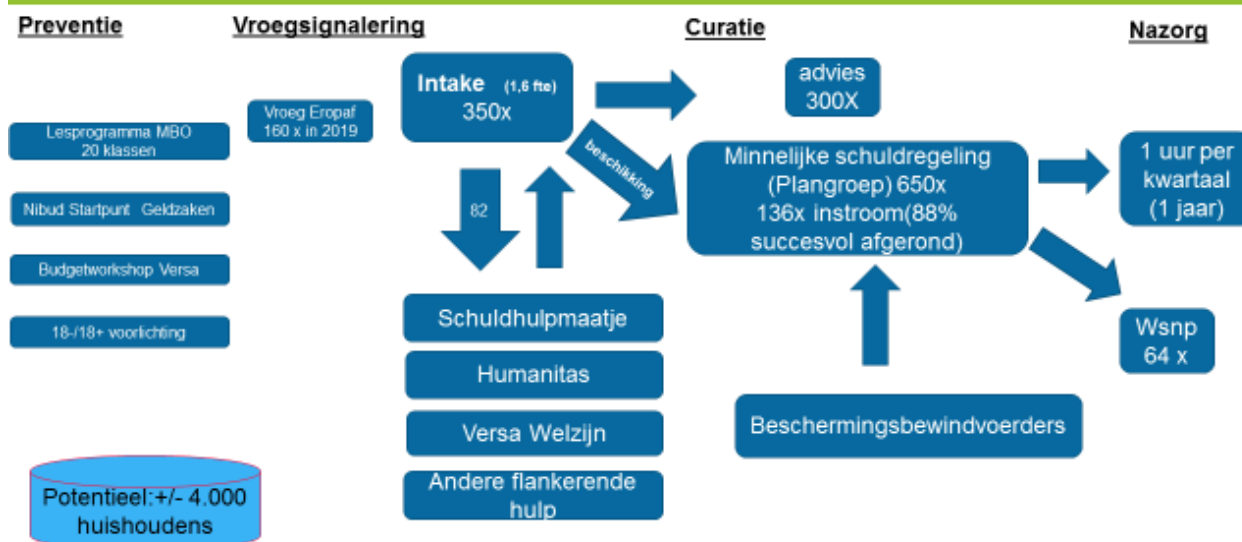 Preventie
Vroegsignalering
Curatie
Nazorg
Lesprogramma MBO
20 klassen
Nibud Startpunt Geldzaken
Budgetworkshop Versa
18-/18+ voorlichting
Potentieel:+/- 4.000
huishoudens
Vroeg Eropaf
160 x in 2019
Intake (1,6 fte)
350x
82
beschikking
Schuldhulpmaatje
Humanitas
Versa Welzijn
Andere flankerende
hulp
advies
300X
Minnelijke schuldregeling
(Plangroep) 650x
136x instroom(88%
succesvol afgerond)
Beschermingsbewindvoerders
1 uur per
kwartaal
(1 jaar)
Wsnp
64 x